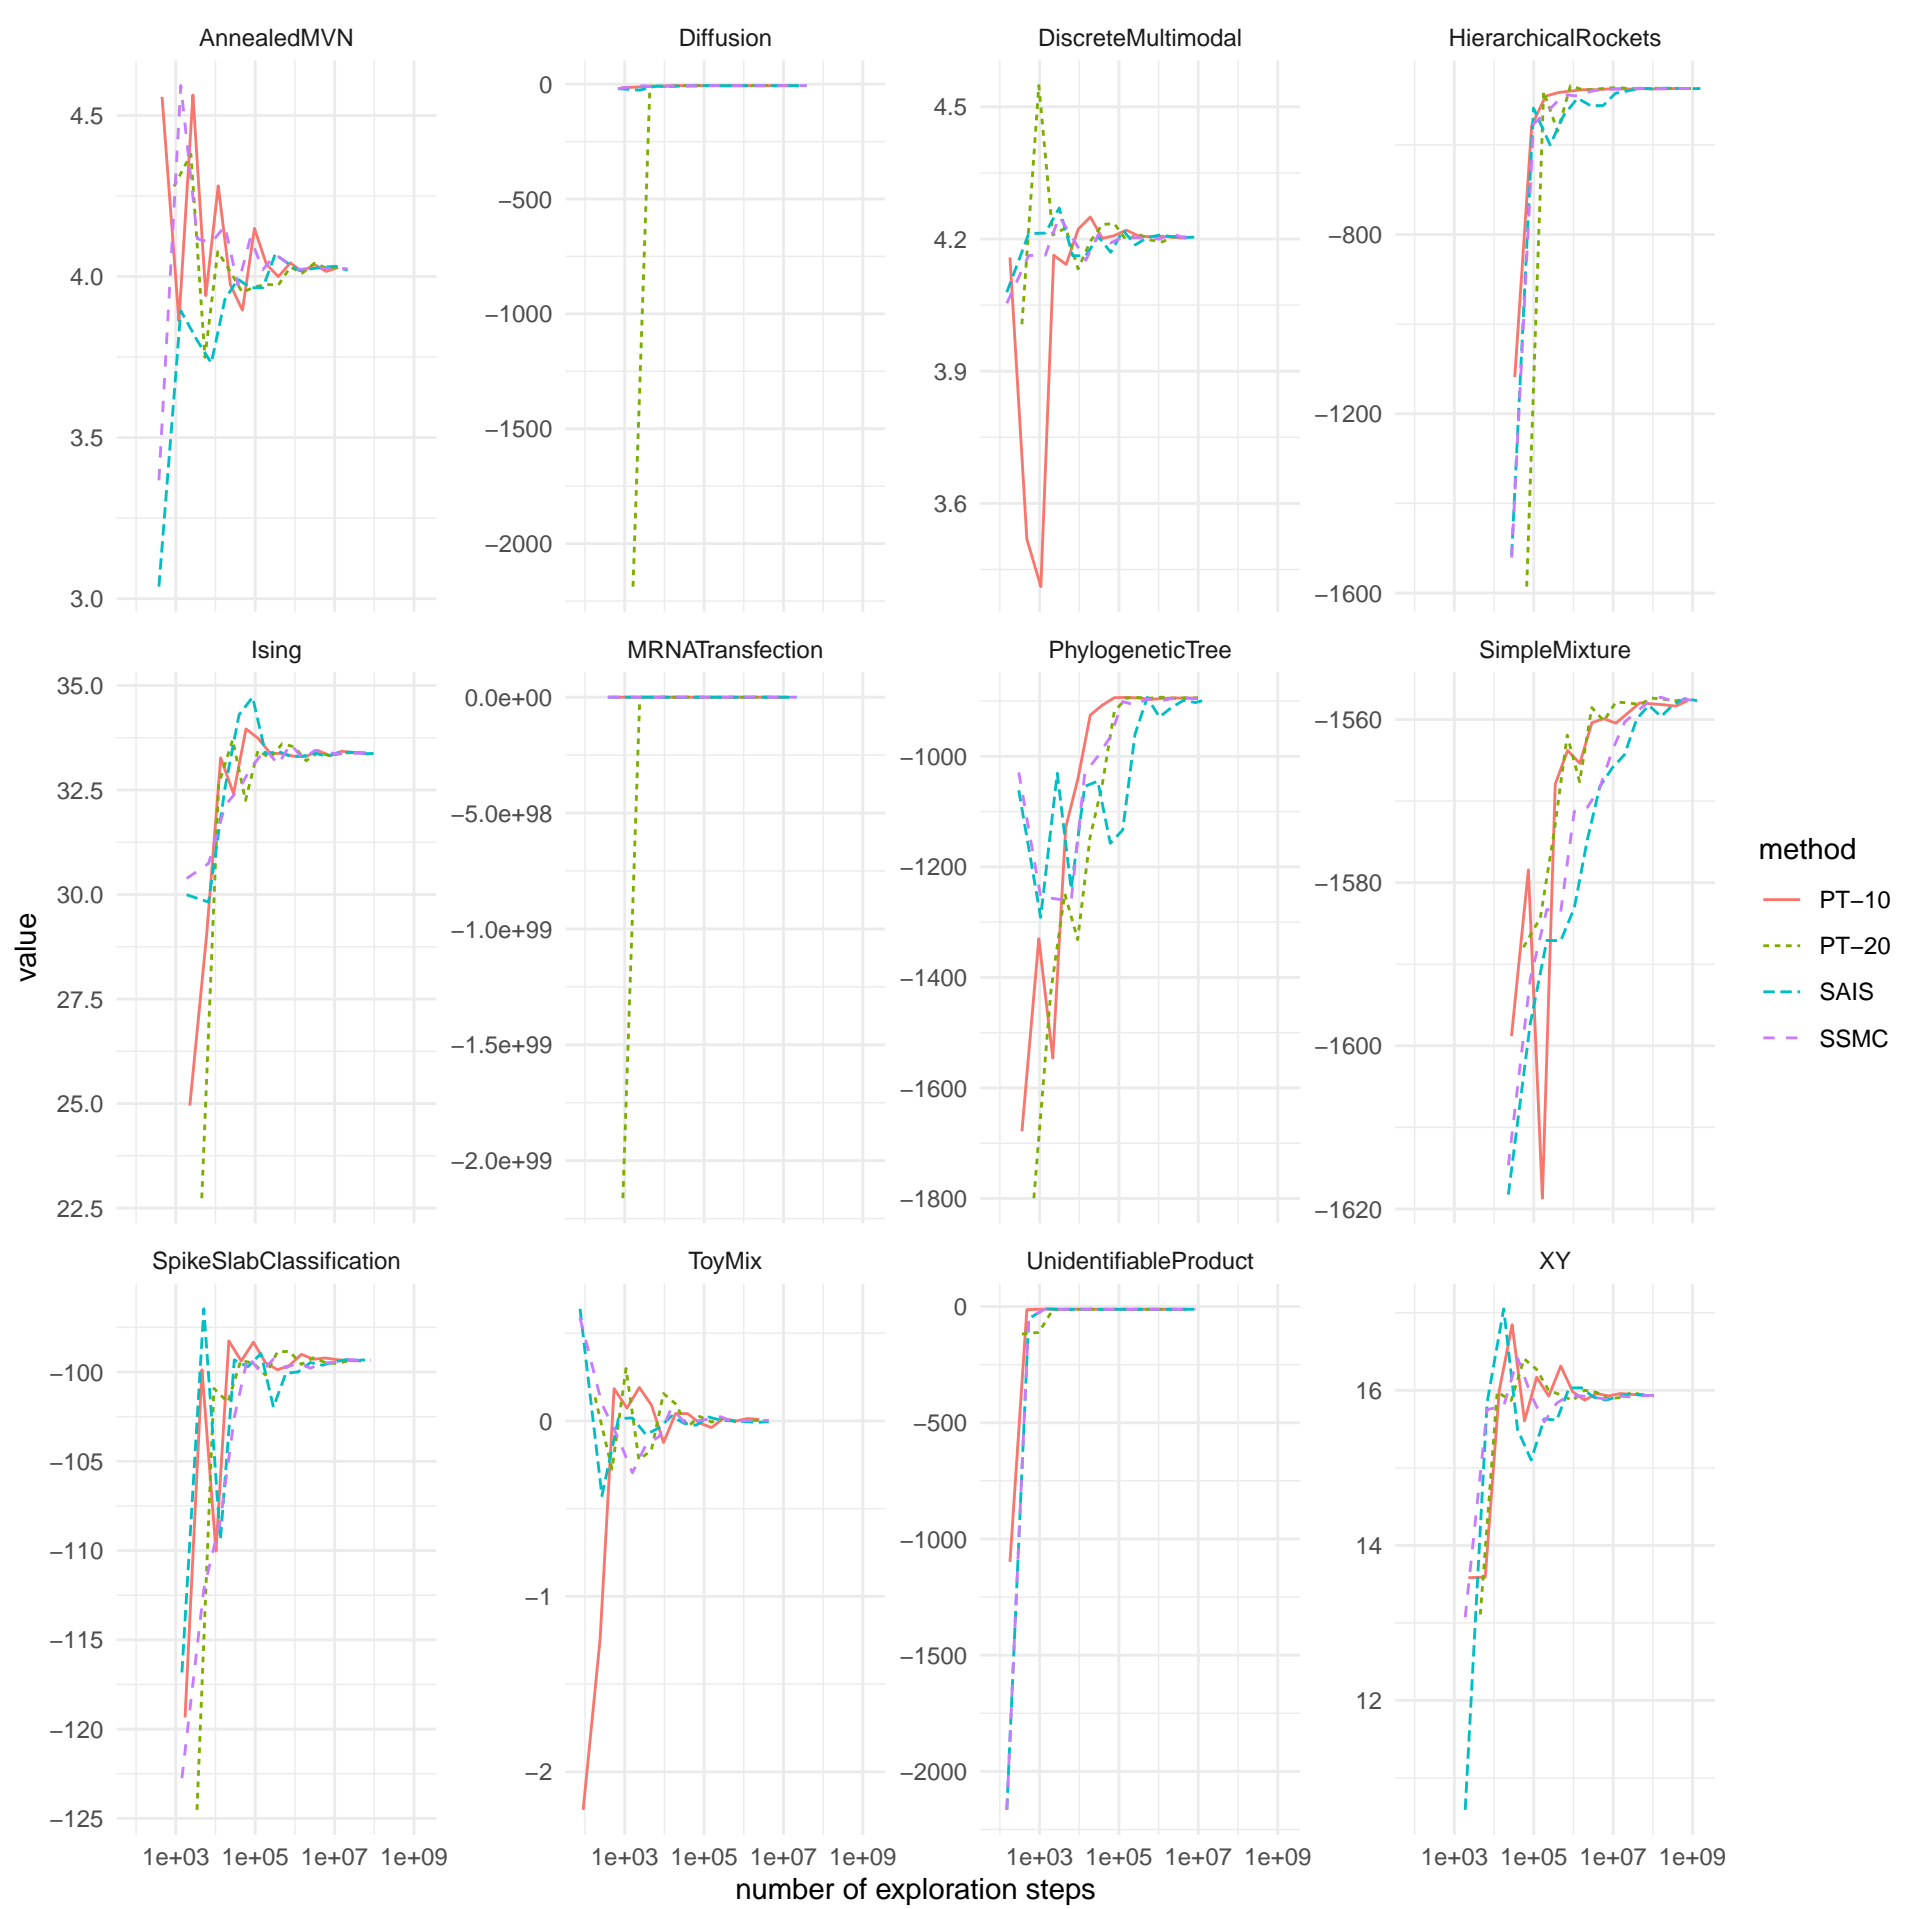 AnnealedMVN
Diffusion
DiscreteMultimodal
HierarchicalRockets
4.5
4.0
3.5
3.0
0
−500
−1000
−1500
−2000
4.5
4.2
3.9
3.6
−800
−1200
−1600
Ising
MRNATransfection
PhylogeneticTree
SimpleMixture
35.0
32.5
30.0
27.5
25.0
22.5
0.0e+00
−5.0e+98
−1.0e+99
−1.5e+99
−2.0e+99
−1000
−1200
−1400
−1600
−1800
−1560
−1580
−1600
−1620
SpikeSlabClassification
ToyMix
UnidentifiableProduct
XY
−100
−105
−110
−115
−120
−125
0
−1
−2
0
−500
−1000
−1500
−2000
16
14
12
1e+03 1e+05 1e+07 1e+09
1e+03 1e+05 1e+07 1e+09
1e+03 1e+05 1e+07 1e+09
1e+03 1e+05 1e+07 1e+09
number of exploration steps
value
method
PT−10
PT−20
SAIS
SSMC